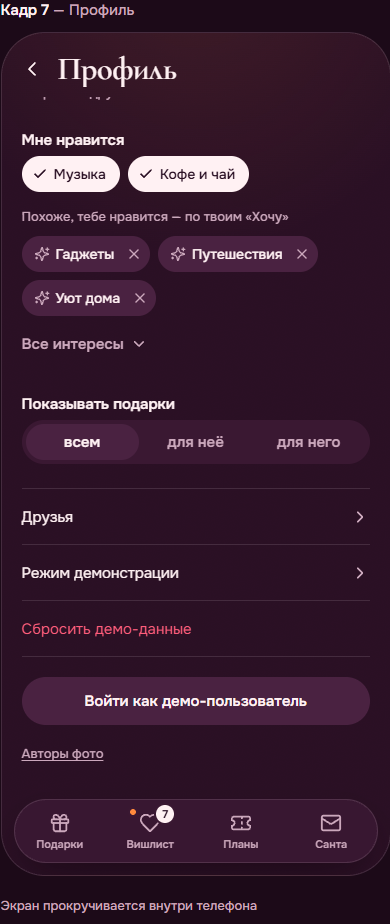 Кадр 7 — Профиль
Профиль
Мне нравится
Музыка
Кофе и чай
Похоже, тебе нравится — по твоим «Хочу»
Гаджеты
Путешествия
Уют дома
Все интересы
Показывать подарки
всем
для неё
для него
Друзья
Режим демонстрации
Сбросить демо-данные
Войти как демо-пользователь
Авторы фото
7
Подарки
Вишлист
Планы
Санта
Экран прокручивается внутри телефона